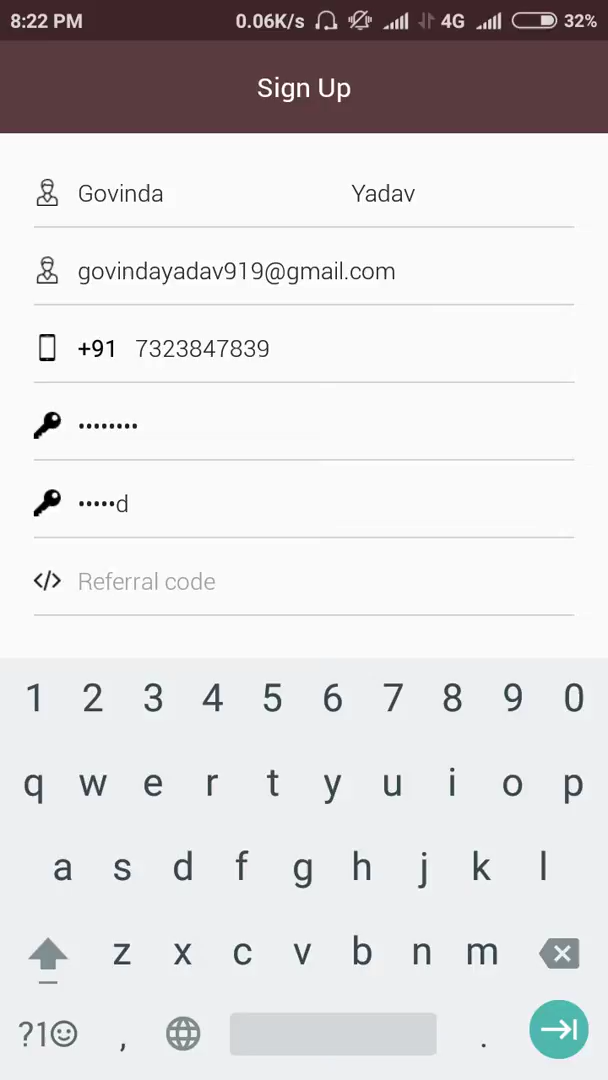 8:22 PM 0.06K/s 4G 32%
Sign Up
Govinda Yadav
govindayadav919@gmail.com
+91 7323847839
••••••••
•••••d
</> Referral code
1 2 3 4 5 6 7 8 9 0
q w e r t y u i o p
a s d f g h j k l
z x c v b n m
?1☺ , .